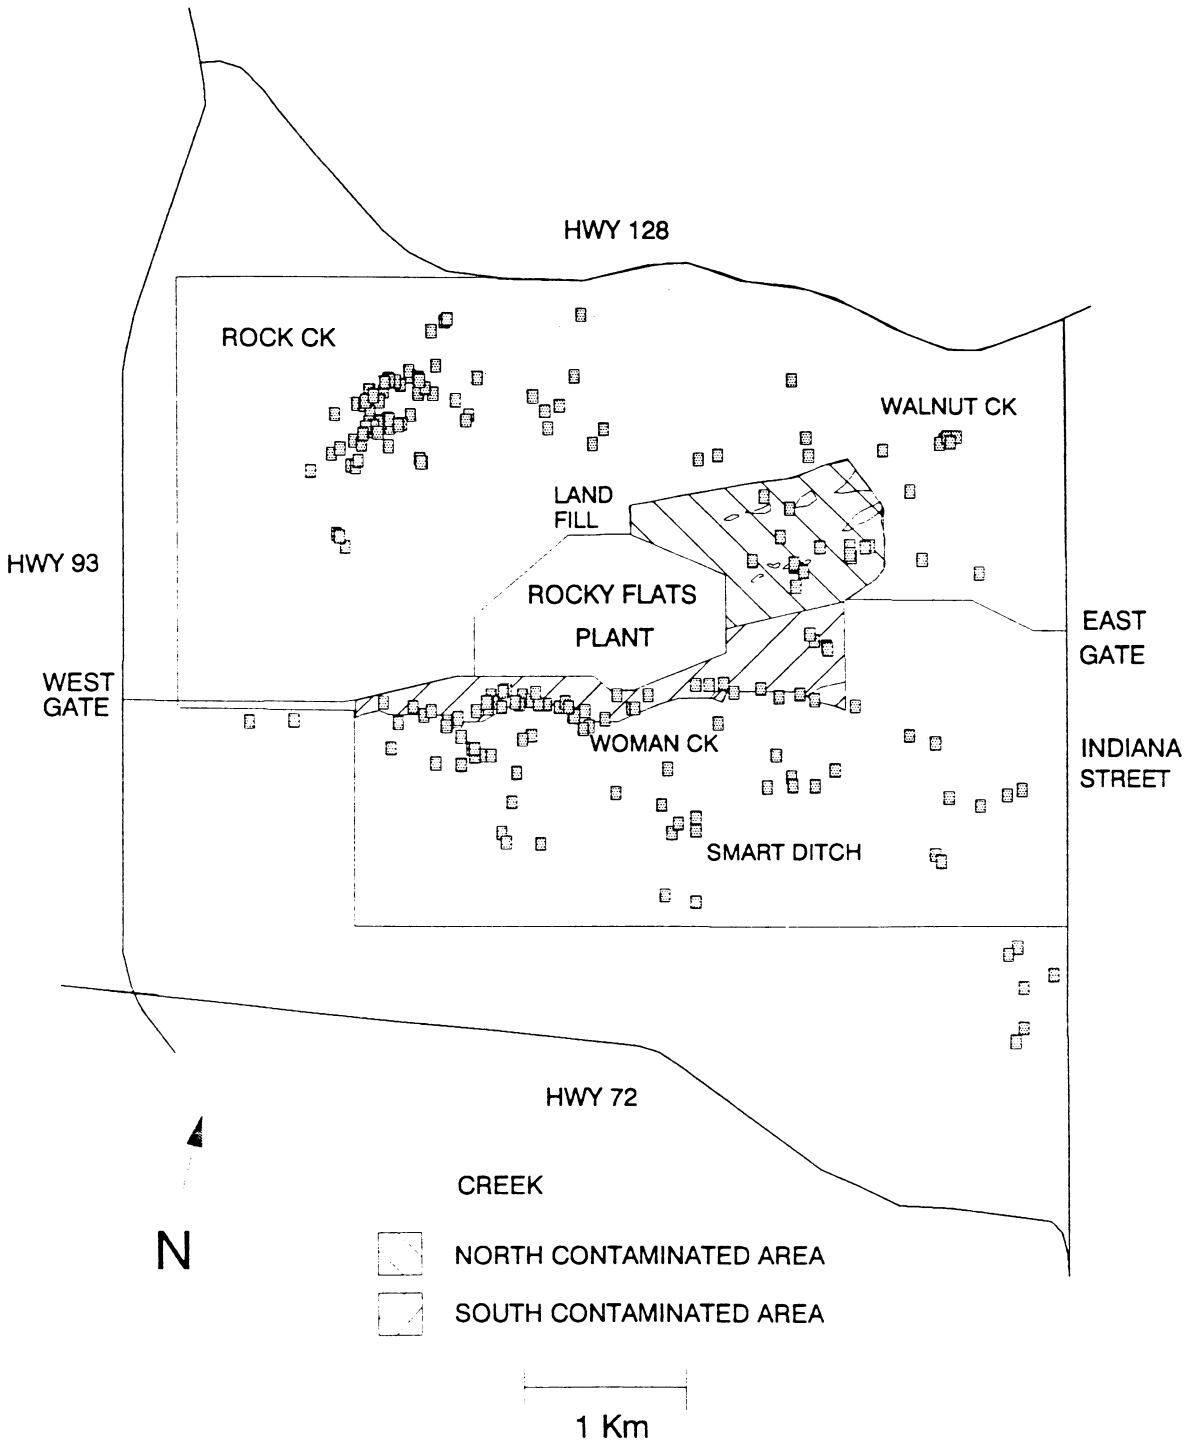 HWY 128
ROCK CK
WALNUT CK
LAND
FILL
HWY 93
ROCKY FLATS
PLANT
EAST
GATE
WEST
GATE
WOMAN CK
INDIANA
STREET
SMART DITCH
HWY 72
CREEK
N
NORTH CONTAMINATED AREA
SOUTH CONTAMINATED AREA
1 Km